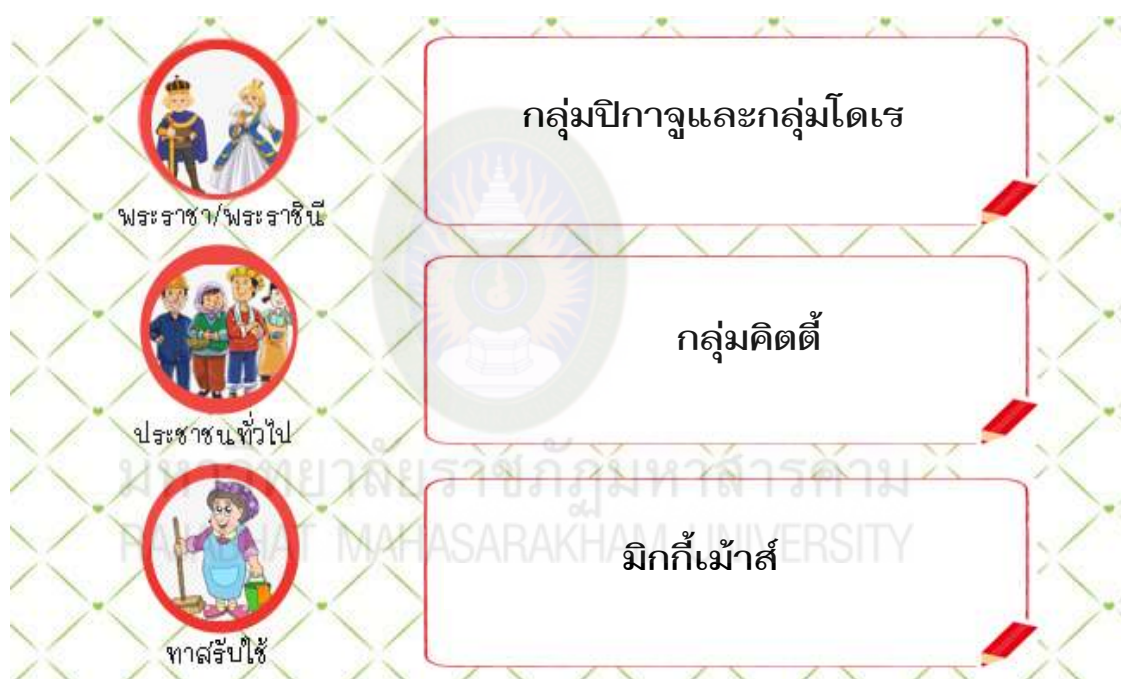 กลุ่มปิกาจูและกลุ่มโดเร
พระราชา/พระราชินี
กลุ่มคิตตี้
ประชาชนทั่วไป
มหาวิทยาลัยราชภัฏมหาสารคาม
RAJABHAT MAHASARAKHAM UNIVERSITY
มิกกี้เม้าส์
ทาสรับใช้